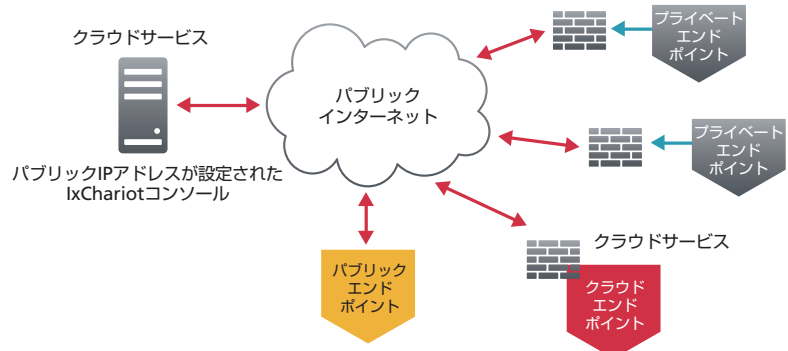 クラウドサービス
パブリックIPアドレスが設定された
IxChariotコンソール
パブリック
インターネット
プライベート
エンド
ポイント
プライベート
エンド
ポイント
クラウドサービス
クラウド
エンド
ポイント
パブリック
エンド
ポイント